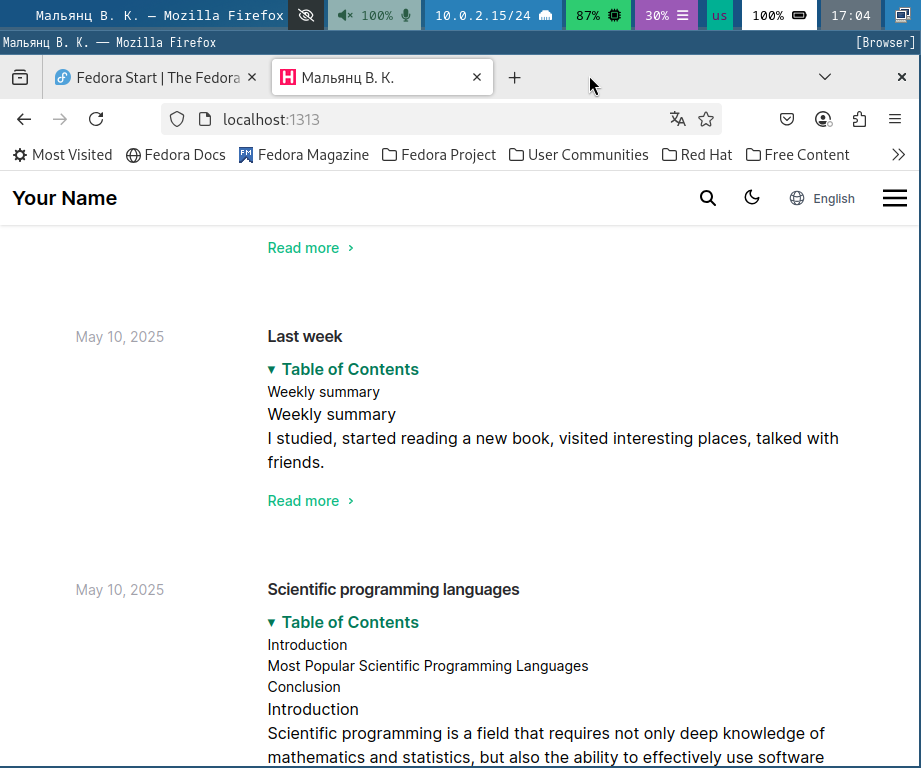 Мальянц В. К. — Mozilla Firefox 100% 10.0.2.15/24 87% 30% us 100% 17:04
Мальянц В. К. — Mozilla Firefox [Browser]
Fedora Start | The Fedora Мальянц В. К.
localhost:1313
Most Visited Fedora Docs Fedora Magazine Fedora Project User Communities Red Hat Free Content
Your Name English
Read more
May 10, 2025 Last week
Table of Contents
Weekly summary
Weekly summary
I studied, started reading a new book, visited interesting places, talked with
friends.
Read more
May 10, 2025 Scientific programming languages
Table of Contents
Introduction
Most Popular Scientific Programming Languages
Conclusion
Introduction
Scientific programming is a field that requires not only deep knowledge of
mathematics and statistics, but also the ability to effectively use software